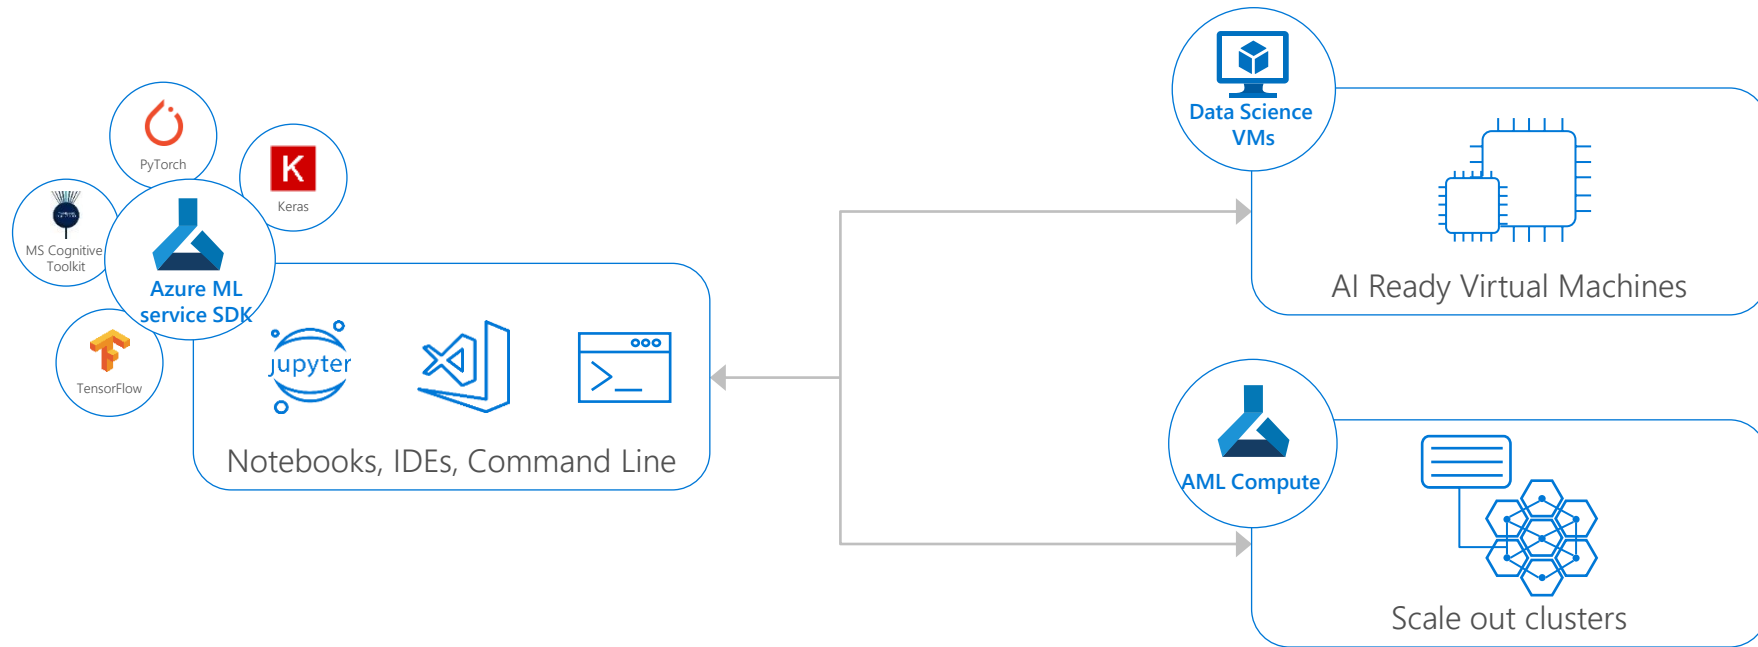 PyTorch
K
Keras
MS Cognitive
Toolkit
Azure ML
service SDK
TensorFlow
jupyter
Notebooks, IDEs, Command Line
Data Science
VMs
AI Ready Virtual Machines
AML Compute
Scale out clusters